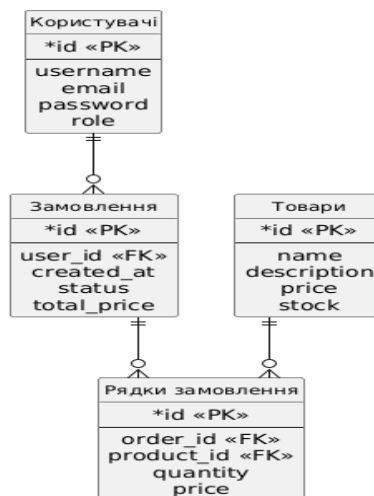 Користувачі
*id «PK»
username
email
password
role
Замовлення
*id «PK»
user_id «FK»
created_at
status
total_price
Товари
*id «PK»
name
description
price
stock
Рядки замовлення
*id «PK»
order_id «FK»
product_id «FK»
quantity
price